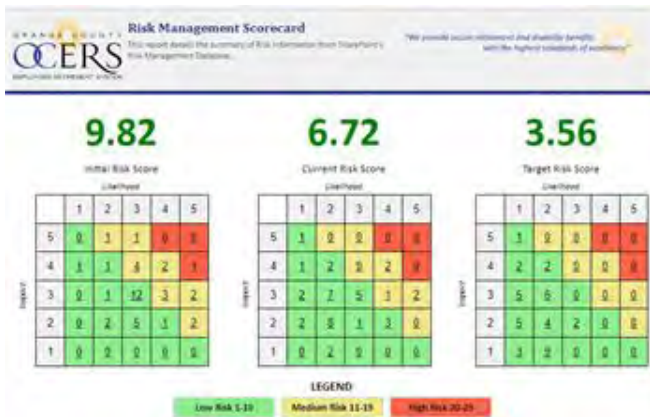 ORANGE COUNTY
OCERS
EMPLOYEES RETIREMENT SYSTEM
Risk Management Scorecard
This report details the summary of Risk Information from SharePoint's
Risk Management Database.
"We provide secure retirement and disability benefits
with the highest standards of excellence"
9.82 6.72 3.56
Initial Risk Score Current Risk Score Target Risk Score
Likelihood Likelihood Likelihood
1 2 3 4 5 1 2 3 4 5 1 2 3 4 5
5 0 1 1 0 0 5 1 0 0 0 0 5 1 0 0 0 0
4 1 1 4 2 1 4 1 2 0 2 0 4 2 2 0 0 0
Impact Impact Impact
3 0 1 12 3 2 3 2 7 5 1 2 3 5 6 0 0 0
2 0 2 5 1 2 2 2 1 3 0 2 5 4 2 0 0
1 0 0 0 0 0 1 0 2 0 0 0 1 3 0 0 0
LEGEND
Low Risk 1-10 Medium Risk 11-19 High Risk 20-25